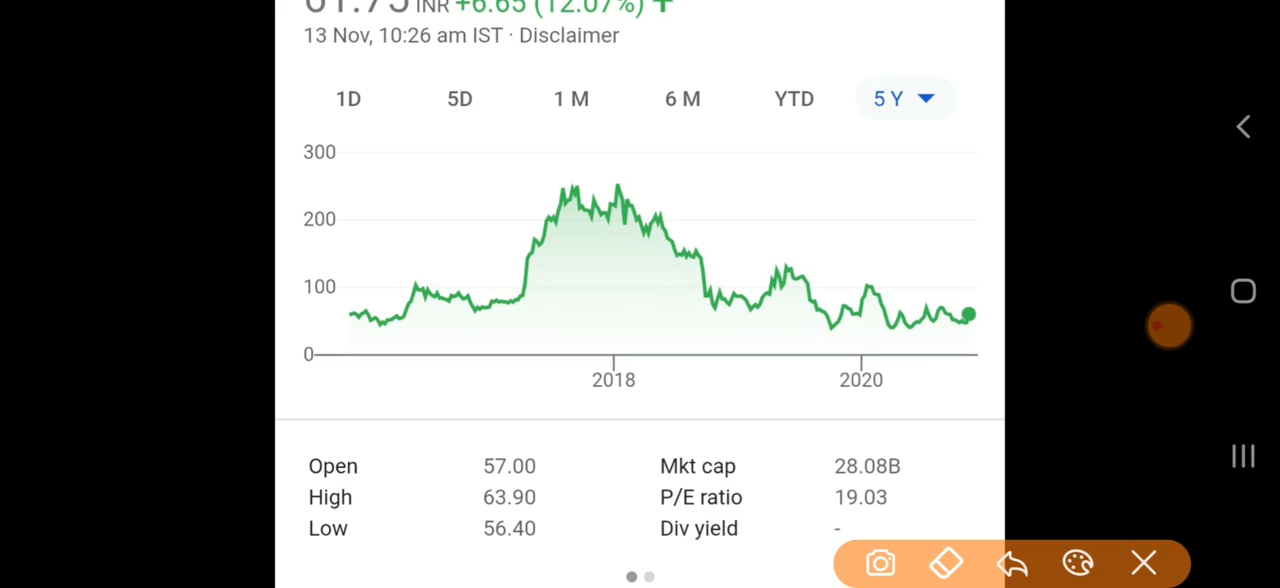 61.75 INR +6.65 (12.07%)
13 Nov, 10:26 am IST · Disclaimer
1D 5D 1 M 6 M YTD 5 Y
300
200
100
0
2018 2020
Open 57.00 Mkt cap 28.08B
High 63.90 P/E ratio 19.03
Low 56.40 Div yield -